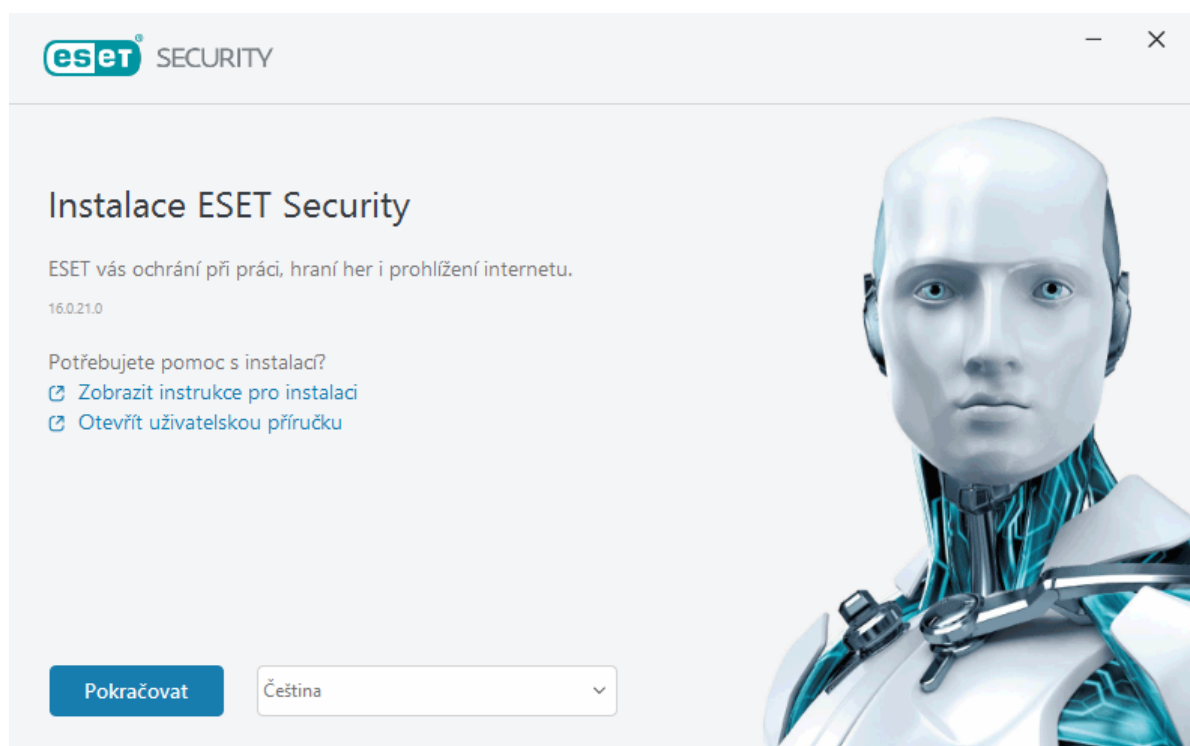 eset® SECURITY
Instalace ESET Security
ESET vás ochrání při práci, hraní her i prohlížení internetu.
16.0.21.0
Potřebujete pomoc s instalací?
Zobrazit instrukce pro instalaci
Otevřít uživatelskou příručku
Pokračovat
Čeština